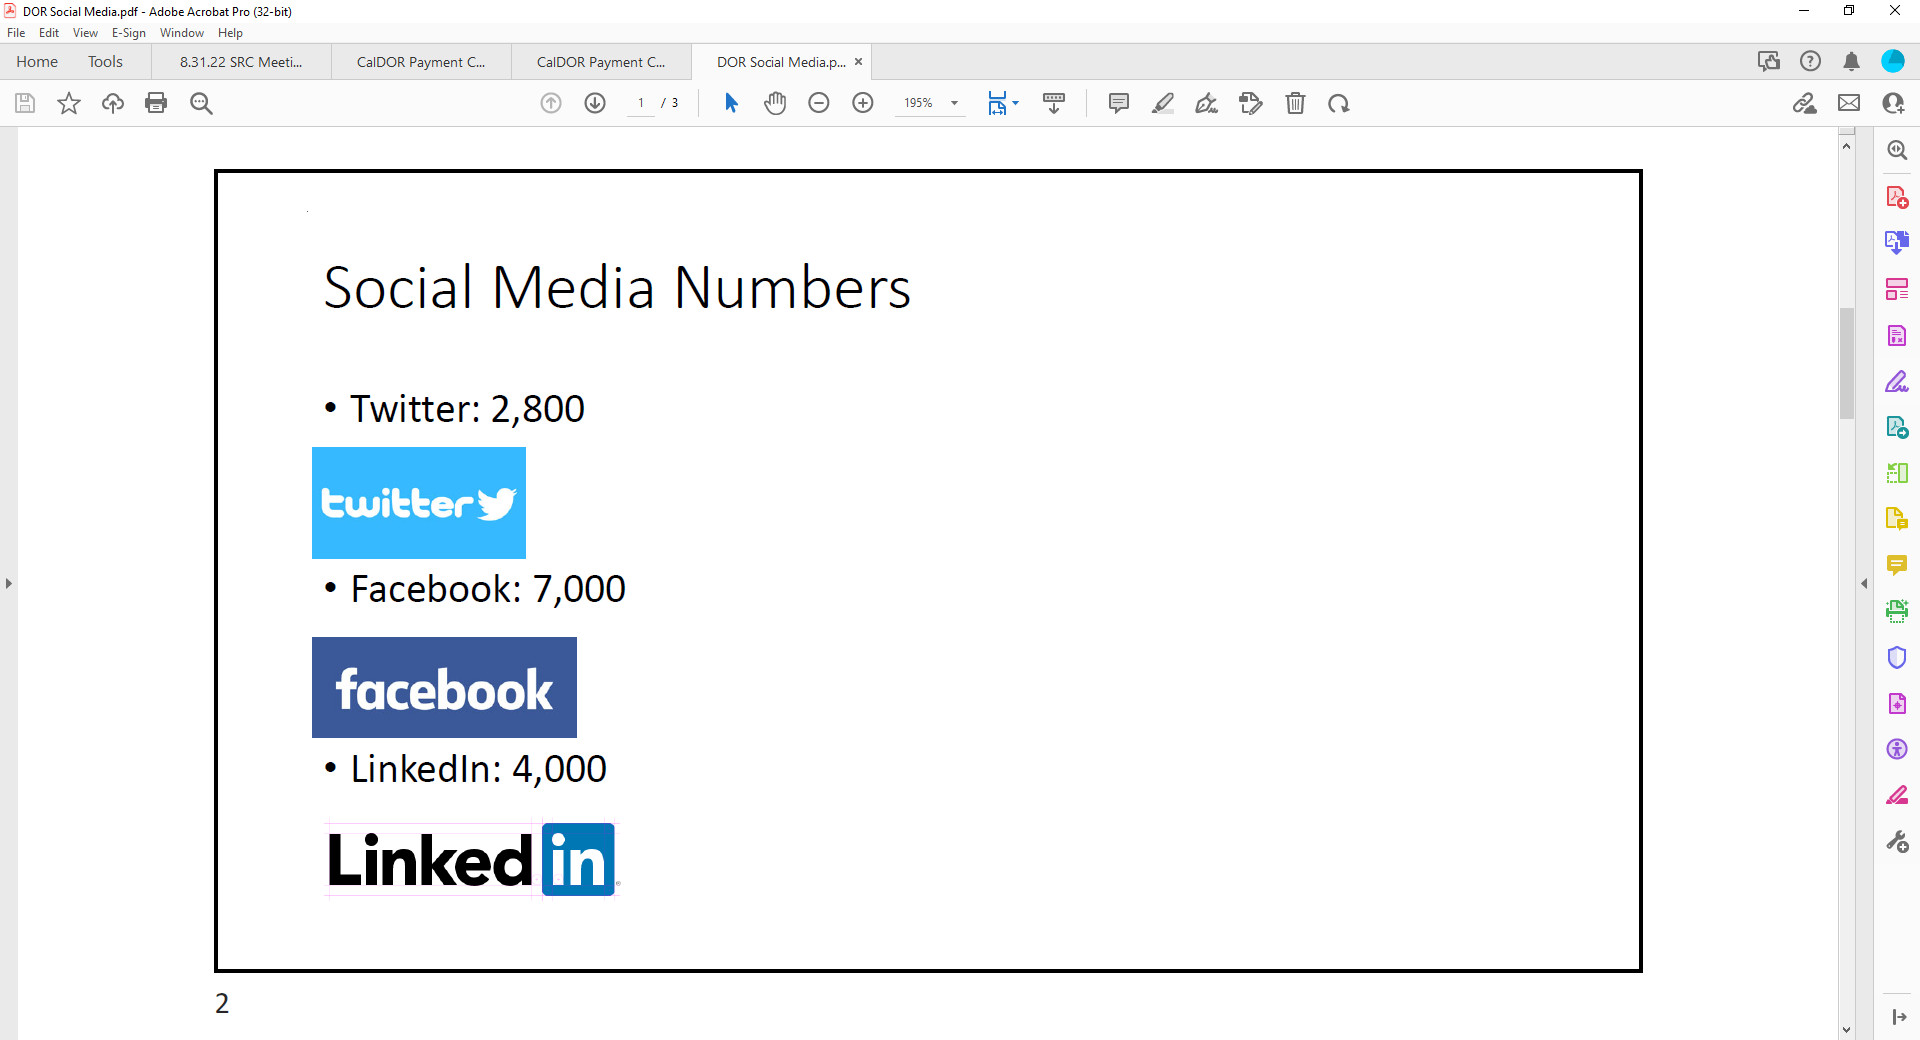 DOR Social Media.pdf - Adobe Acrobat Pro (32-bit)
File Edit View E-Sign Window Help
Home Tools 8.31.22 SRC Meeti... CalDOR Payment C... CalDOR Payment C... DOR Social Media.p... ×
1 / 3 195%
Social Media Numbers
• Twitter: 2,800
twitter
• Facebook: 7,000
facebook
• LinkedIn: 4,000
Linked in
2